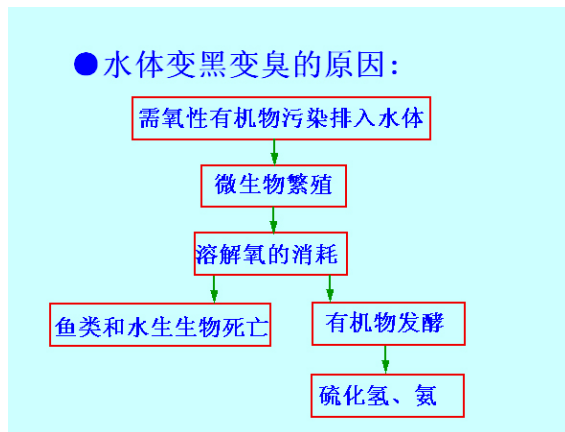 ●水体变黑变臭的原因：
需氧性有机物污染排入水体
微生物繁殖
溶解氧的消耗
鱼类和水生生物死亡
有机物发酵
硫化氢、氨